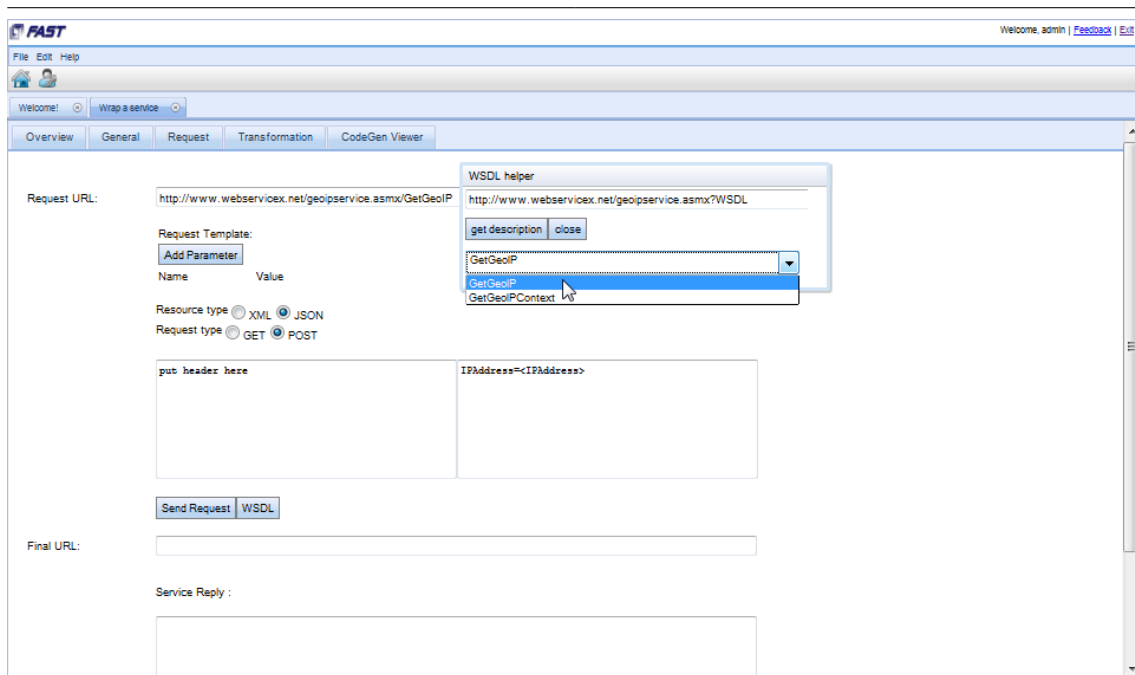 FAST
Welcome, admin | Feedback | Exit
File Edit Help
Welcome! Wrap a service
Overview General Request Transformation CodeGen Viewer
WSDL helper
Request URL: http://www.webservicex.net/geoipservice.asmx/GetGeoIP http://www.webservicex.net/geoipservice.asmx?WSDL
get description close
Request Template:
Add Parameter
GetGeoIP
Name Value
GetGeoIP
GetGeoIPContext
Resource type XML JSON
Request type GET POST
put header here IPAddress=<IPAddress>
Send Request WSDL
Final URL:
Service Reply :